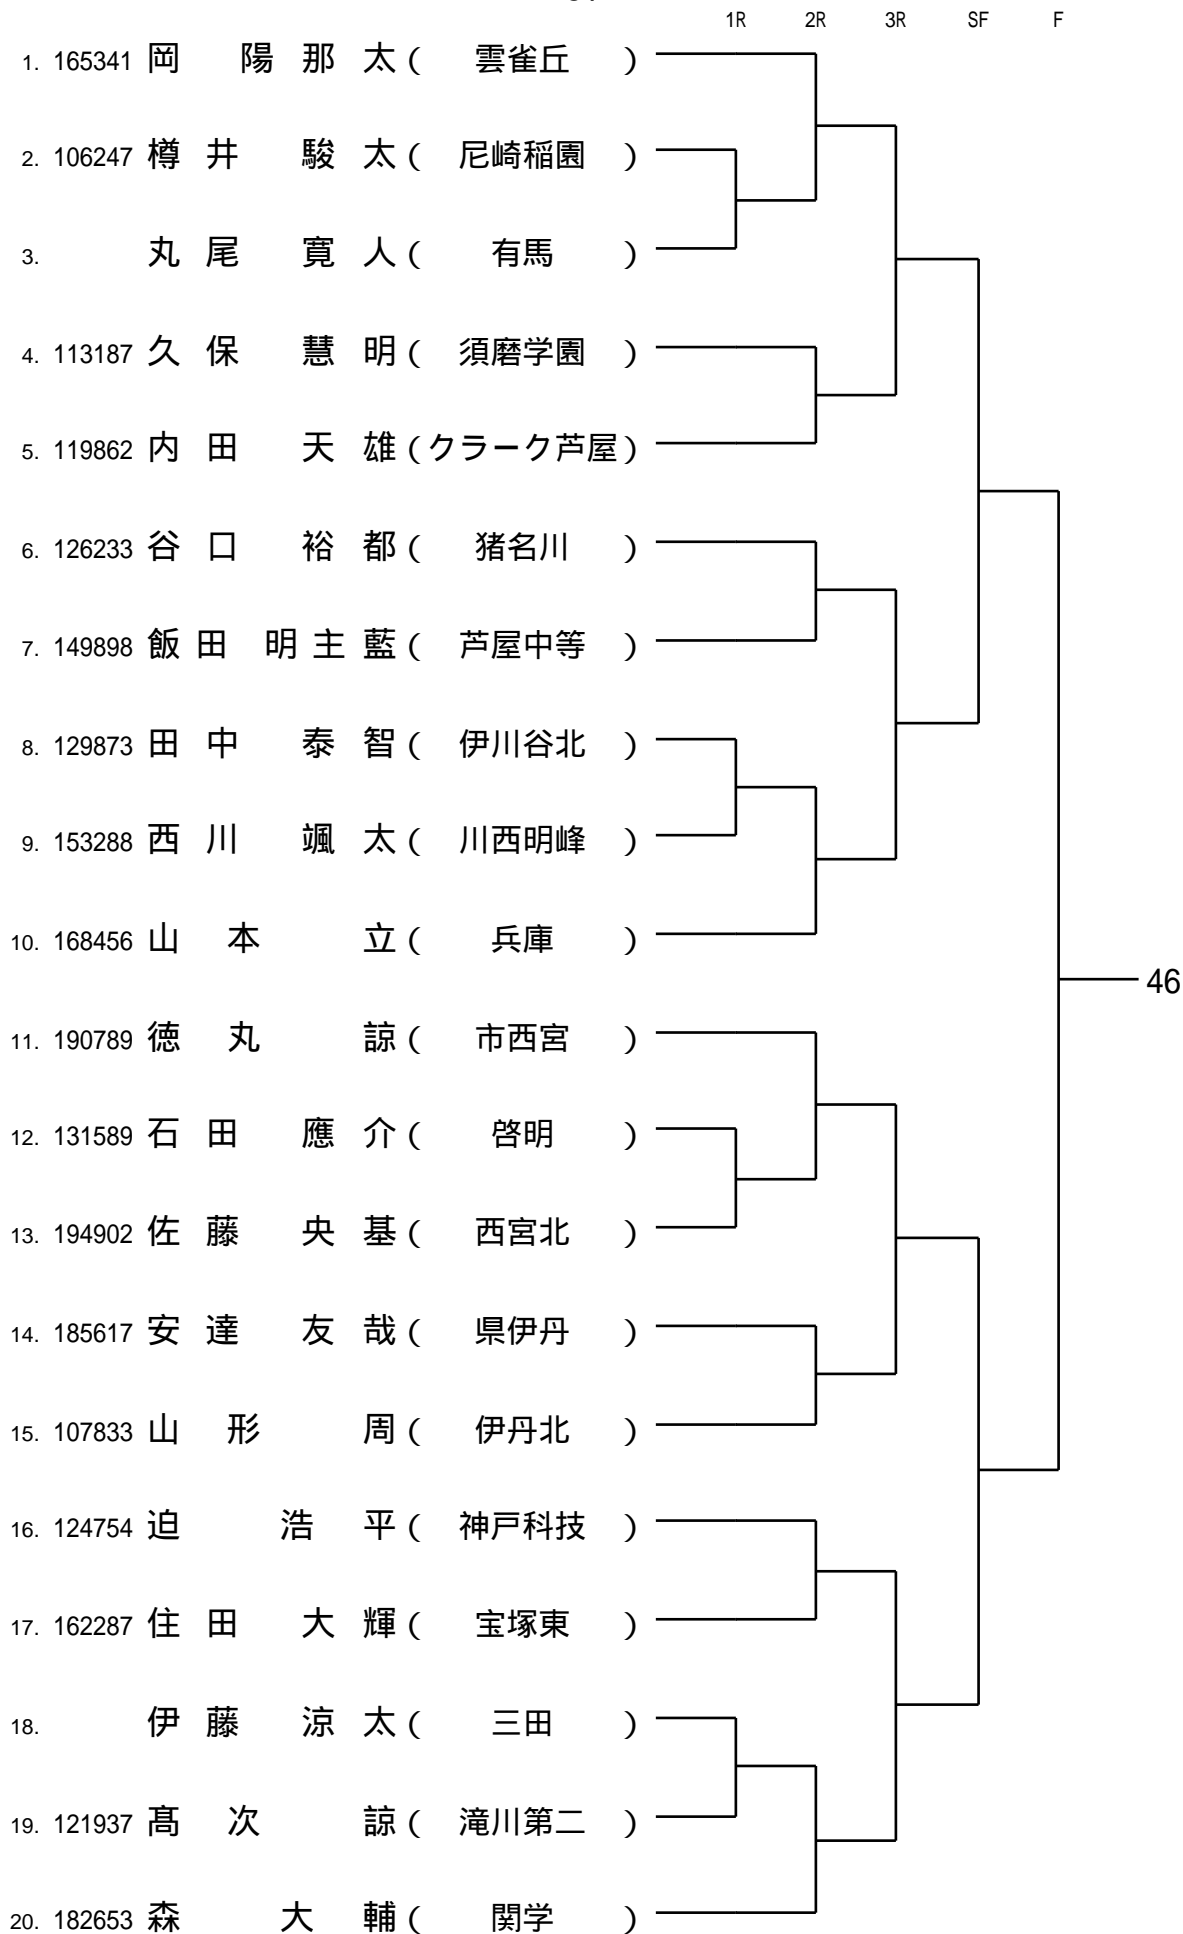 1R 2R 3R SF F
1. 165341 岡 陽那太 ( 雲雀丘 )
2. 106247 樽井 駿太 ( 尼崎稲園 )
3. 丸尾 寛人 ( 有馬 )
4. 113187 久保 慧明 ( 須磨学園 )
5. 119862 内田 天雄 ( クラーク芦屋 )
6. 126233 谷口 裕都 ( 猪名川 )
7. 149898 飯田 明主藍 ( 芦屋中等 )
8. 129873 田中 泰智 ( 伊川谷北 )
9. 153288 西川 颯太 ( 川西明峰 )
10. 168456 山本 立 ( 兵庫 )
46
11. 190789 徳丸 諒 ( 市西宮 )
12. 131589 石田 應介 ( 啓明 )
13. 194902 佐藤 央基 ( 西宮北 )
14. 185617 安達 友哉 ( 県伊丹 )
15. 107833 山形 周 ( 伊丹北 )
16. 124754 迫 浩平 ( 神戸科技 )
17. 162287 住田 大輝 ( 宝塚東 )
18. 伊藤 涼太 ( 三田 )
19. 121937 髙次 諒 ( 滝川第二 )
20. 182653 森 大輔 ( 関学 )